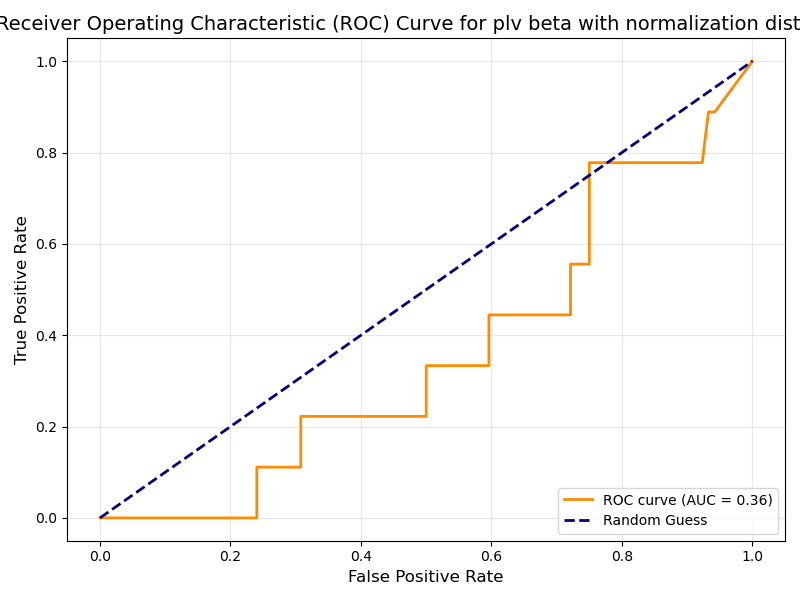 Receiver Operating Characteristic (ROC) Curve for plv beta with normalization dist
1.0
0.8
0.6
0.4
0.2
0.0
True Positive Rate
0.0 0.2 0.4 0.6 0.8 1.0
False Positive Rate
ROC curve (AUC = 0.36)
Random Guess